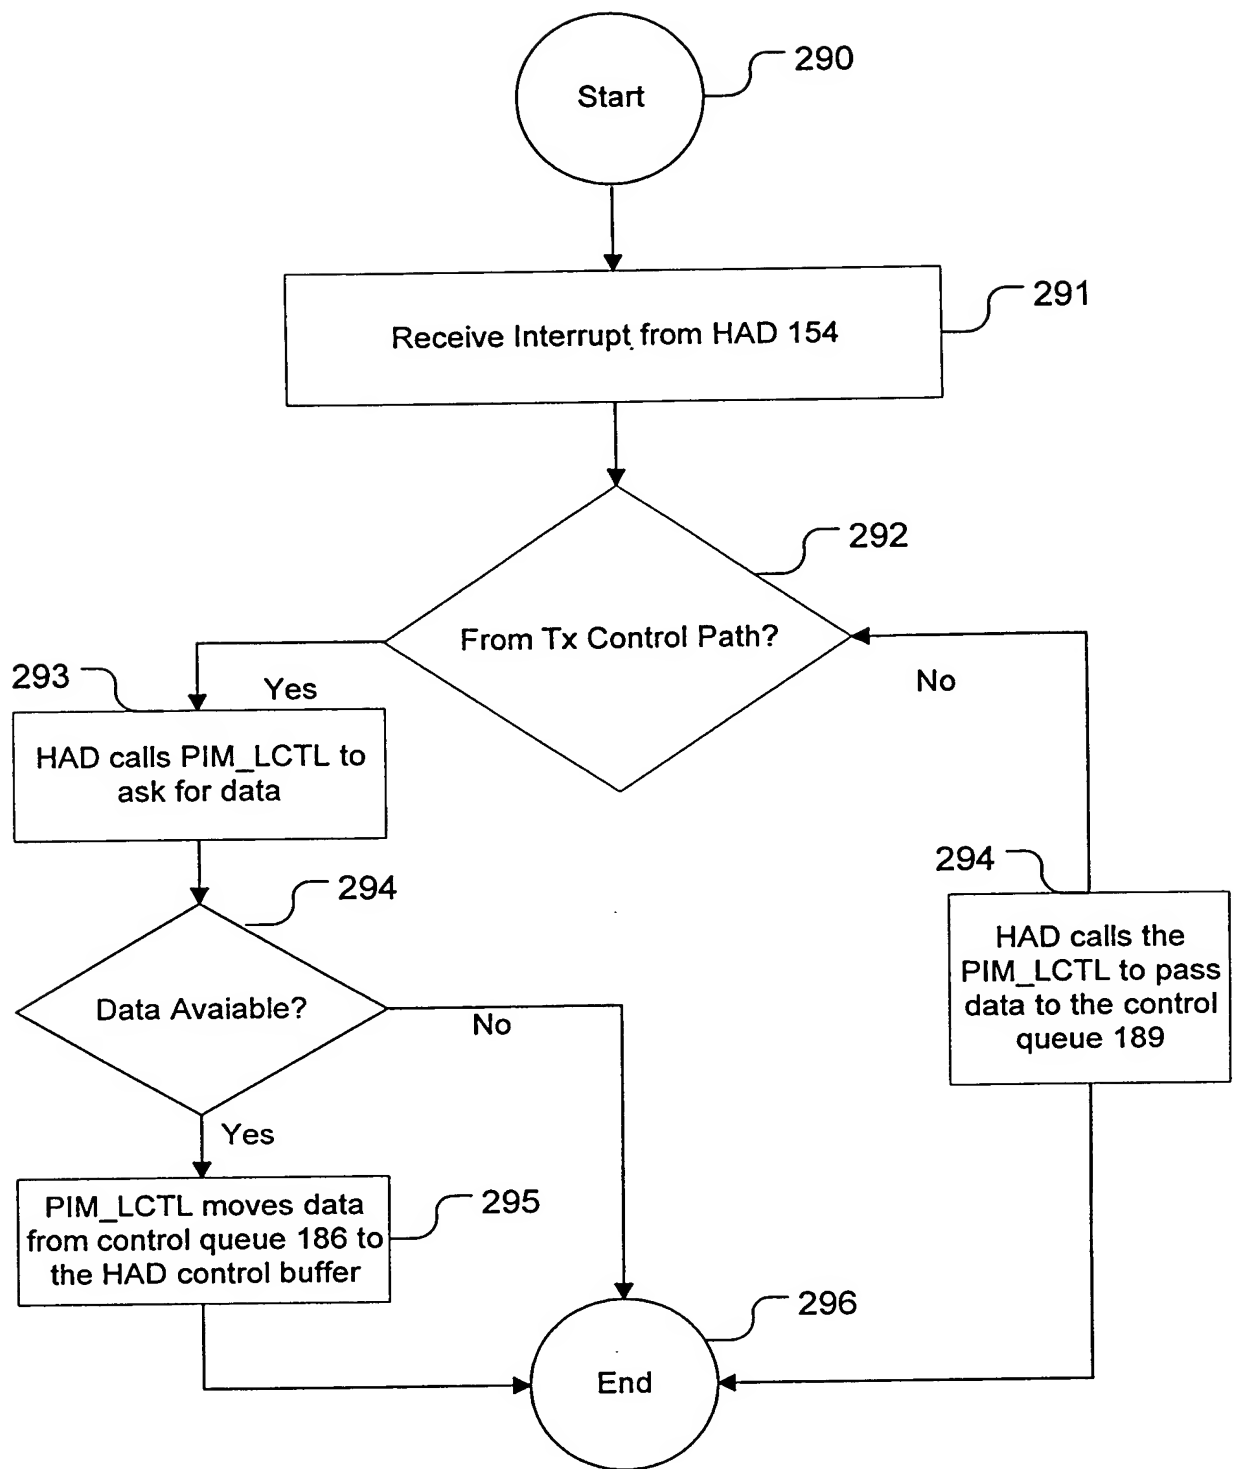 290
Start
291
Receive Interrupt from HAD 154
292
From Tx Control Path?
293
Yes
No
HAD calls PIM_LCTL to
ask for data
294
294
HAD calls the
PIM_LCTL to pass
data to the control
queue 189
Data Avaiable?
No
Yes
PIM_LCTL moves data
from control queue 186 to
the HAD control buffer
295
296
End